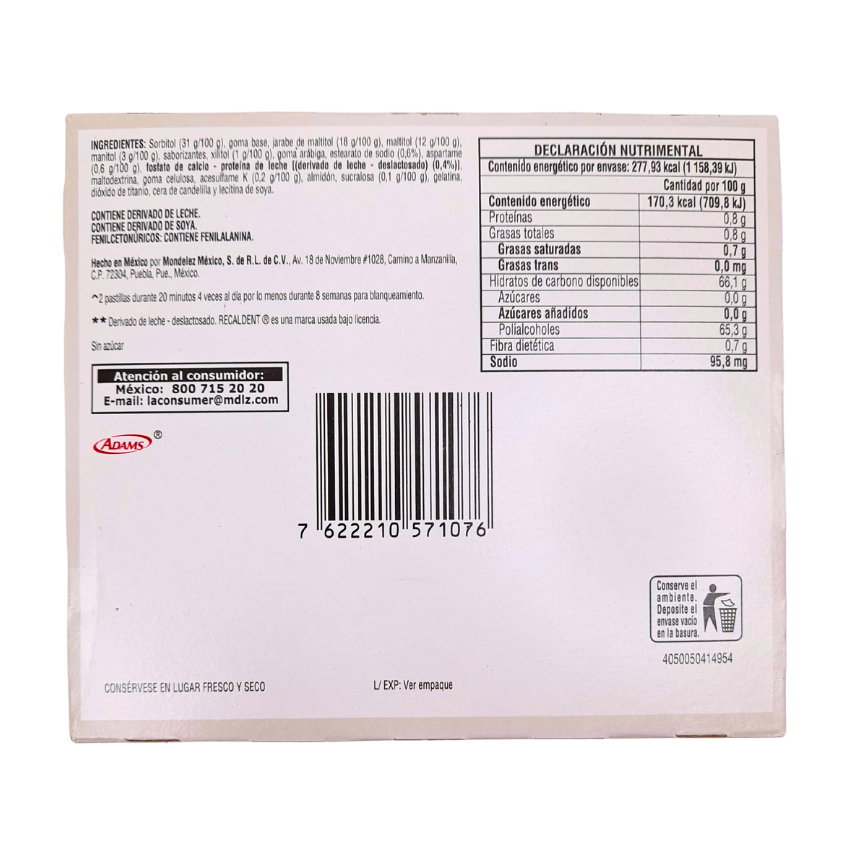 INGREDIENTES: Sorbitol (31 g/100 g), goma base, jarabe de maltitol (18 g/100 g), maltitol (12 g/100 g),
manitol (3 g/100 g), saborizantes, xilitol (1 g/100 g), goma arábiga, estearato de sodio (0,6%), aspartame
(0,6 g/100 g), fosfato de calcio - proteína de leche [(derivado de leche - deslactosado) (0,4%)],
maltodextrina, goma celulosa, acesulfame K (0,2 g/100 g), almidón, sucralosa (0,1 g/100 g), gelatina,
dióxido de titanio, cera de candelilla y lecitina de soya.
CONTIENE DERIVADO DE LECHE.
CONTIENE DERIVADO DE SOYA.
FENILCETONÚRICOS: CONTIENE FENILALANINA.
Hecho en México por Mondelez México, S. de R.L. de C.V., Av. 18 de Noviembre #1028, Camino a Manzanilla,
C.P. 72304, Puebla, Pue., México.
^2 pastillas durante 20 minutos 4 veces al día por lo menos durante 8 semanas para blanqueamiento.
** Derivado de leche - deslactosado. RECALDENT ® es una marca usada bajo licencia.
Sin azúcar
Atención al consumidor:
México: 800 715 20 20
E-mail: laconsumer@mdlz.com
ADAMS ®
DECLARACIÓN NUTRIMENTAL
Contenido energético por envase: 277,93 kcal (1 158,39 kJ)
Cantidad por 100 g
Contenido energético 170,3 kcal (709,8 kJ)
Proteínas 0,8 g
Grasas totales 0,8 g
Grasas saturadas 0,7 g
Grasas trans 0,0 mg
Hidratos de carbono disponibles 66,1 g
Azúcares 0,0 g
Azúcares añadidos 0,0 g
Polialcoholes 65,3 g
Fibra dietética 0,7 g
Sodio 95,8 mg
7 622210 571076
Conserve el
ambiente.
Deposite el
envase vacío
en la basura.
4050050414954
CONSÉRVESE EN LUGAR FRESCO Y SECO
L/ EXP: Ver empaque